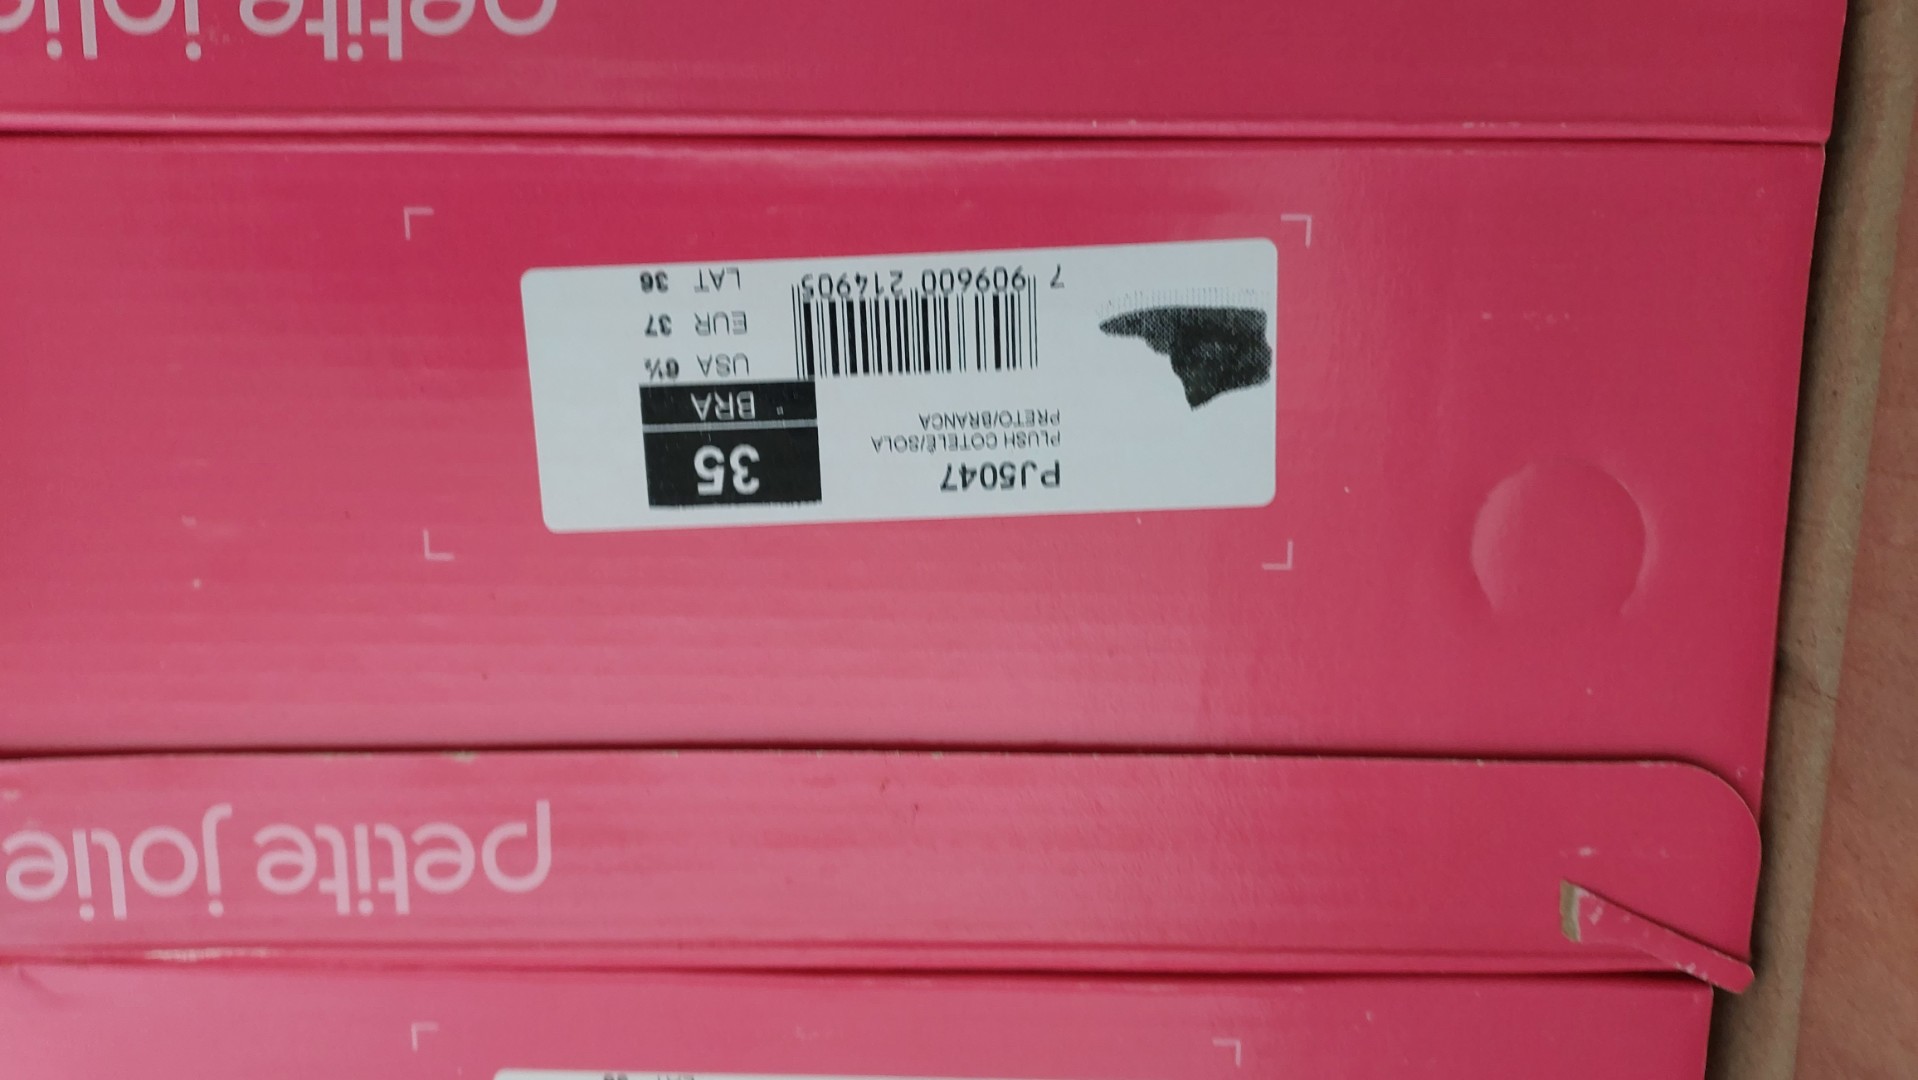 petite jolie
PJ5047
PLUSH COTELÊ/SOLA
PRETO/BRANCA
35
BRA
USA 6½
EUR 37
LAT 36
7 909600 214905
petite jolie